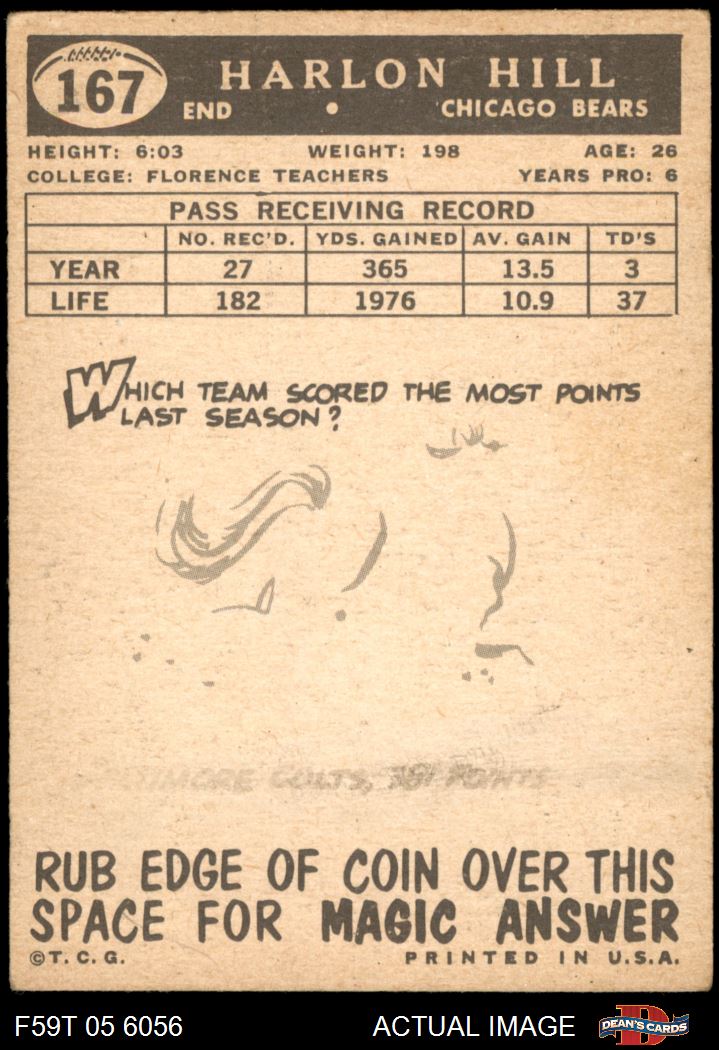 167
HARLON HILL
END • CHICAGO BEARS
HEIGHT: 6:03 WEIGHT: 198 AGE: 26
COLLEGE: FLORENCE TEACHERS YEARS PRO: 6
PASS RECEIVING RECORD
NO. REC'D. YDS. GAINED AV. GAIN TD'S
YEAR 27 365 13.5 3
LIFE 182 1976 10.9 37
WHICH TEAM SCORED THE MOST POINTS
LAST SEASON?
COLTS, 381 POINTS
RUB EDGE OF COIN OVER THIS
SPACE FOR MAGIC ANSWER
©T.C.G. PRINTED IN U.S.A.
F59T 05 6056 ACTUAL IMAGE DEAN'S CARDS